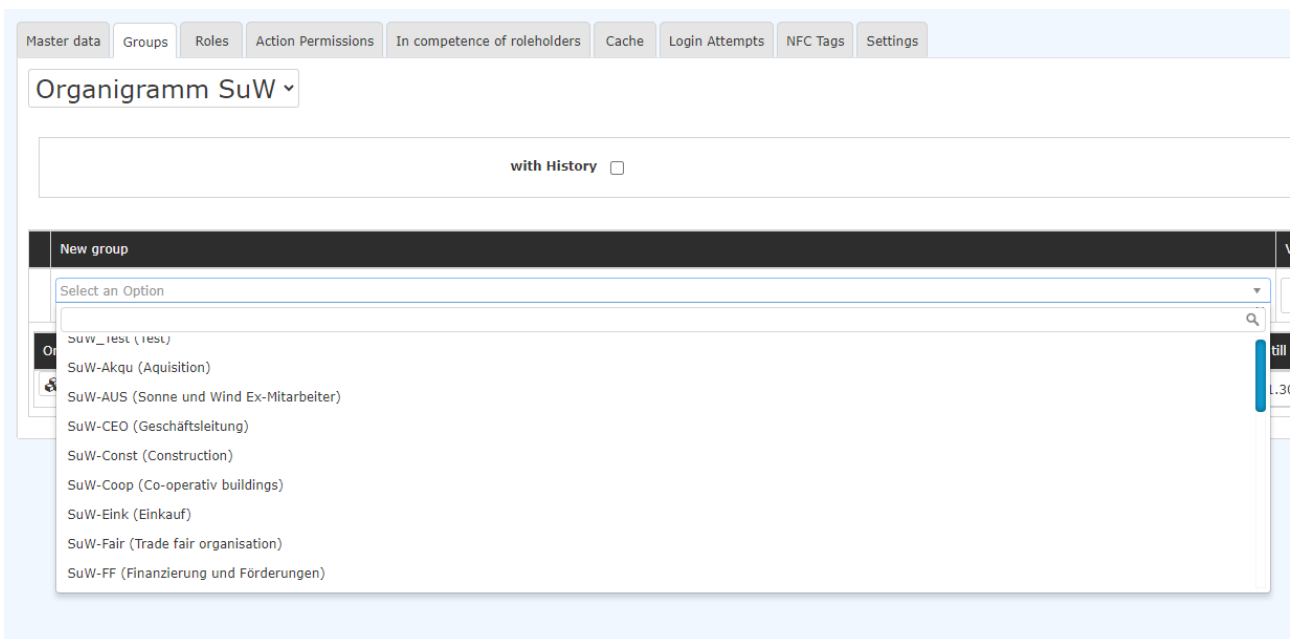 Master data Groups Roles Action Permissions In competence of roleholders Cache Login Attempts NFC Tags Settings
Organigramm SuW
with History
New group
Select an Option
SuW_Test (Test)
SuW-Akqu (Aquisition)
till
SuW-AUS (Sonne und Wind Ex-Mitarbeiter)
SuW-CEO (Geschäftsleitung)
SuW-Const (Construction)
SuW-Coop (Co-operativ buildings)
SuW-Eink (Einkauf)
SuW-Fair (Trade fair organisation)
SuW-FF (Finanzierung und Förderungen)